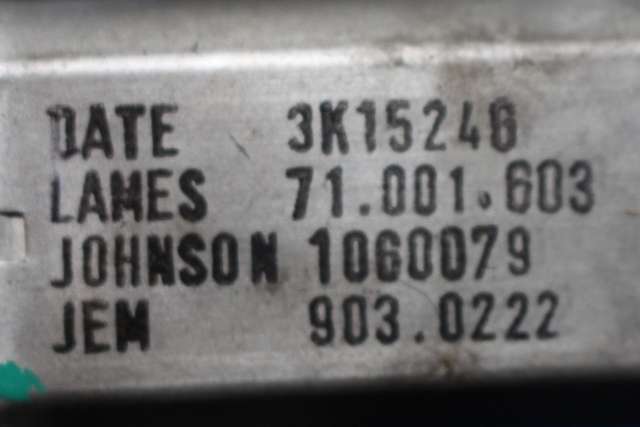 DATE 3K15246
LAMES 71.001.603
JOHNSON 1060079
JEM 903.0222